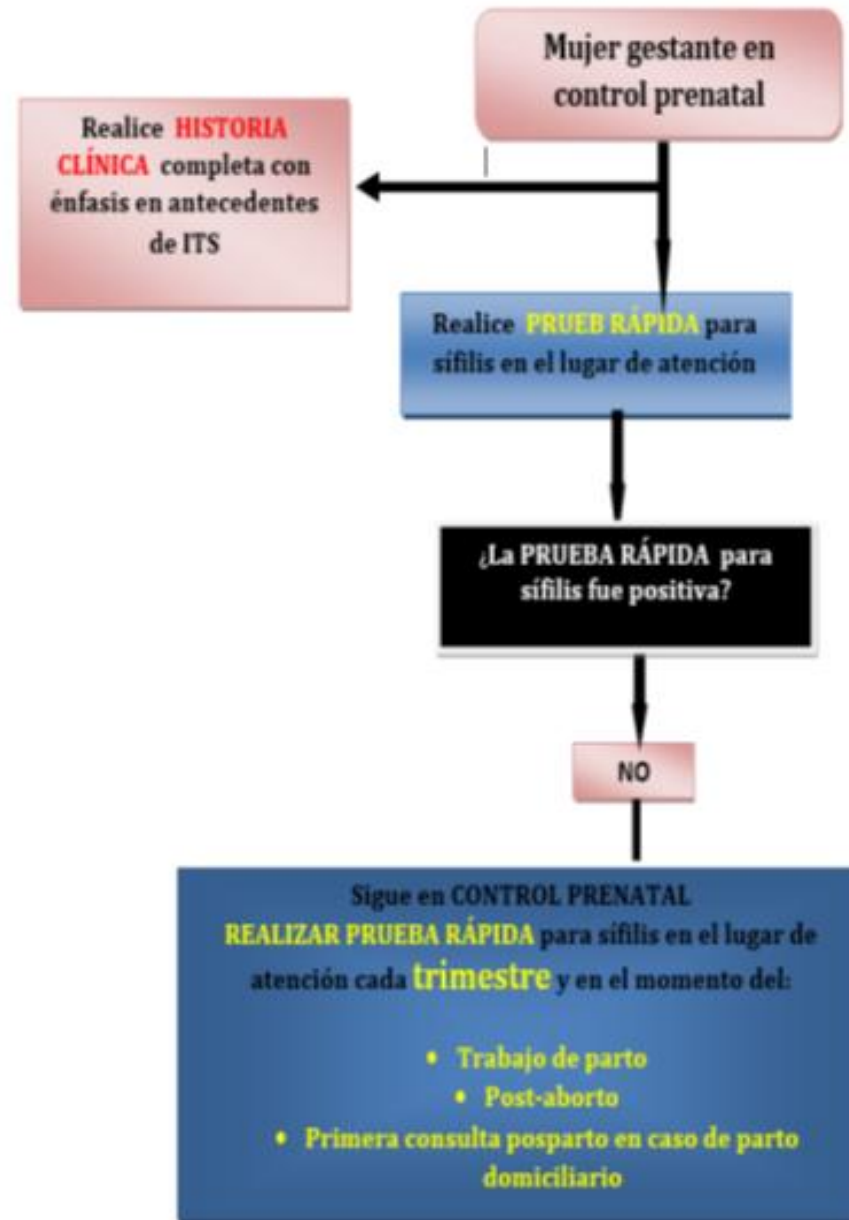 Mujer gestante en
control prenatal
Realice HISTORIA
CLÍNICA completa con
énfasis en antecedentes
de ITS
Realice PRUEB RÁPIDA para
sífilis en el lugar de atención
¿La PRUEBA RÁPIDA para
sífilis fue positiva?
NO
Sigue en CONTROL PRENATAL
REALIZAR PRUEBA RÁPIDA para sífilis en el lugar de
atención cada trimestre y en el momento del:
• Trabajo de parto
• Post-aborto
• Primera consulta posparto en caso de parto
domiciliario